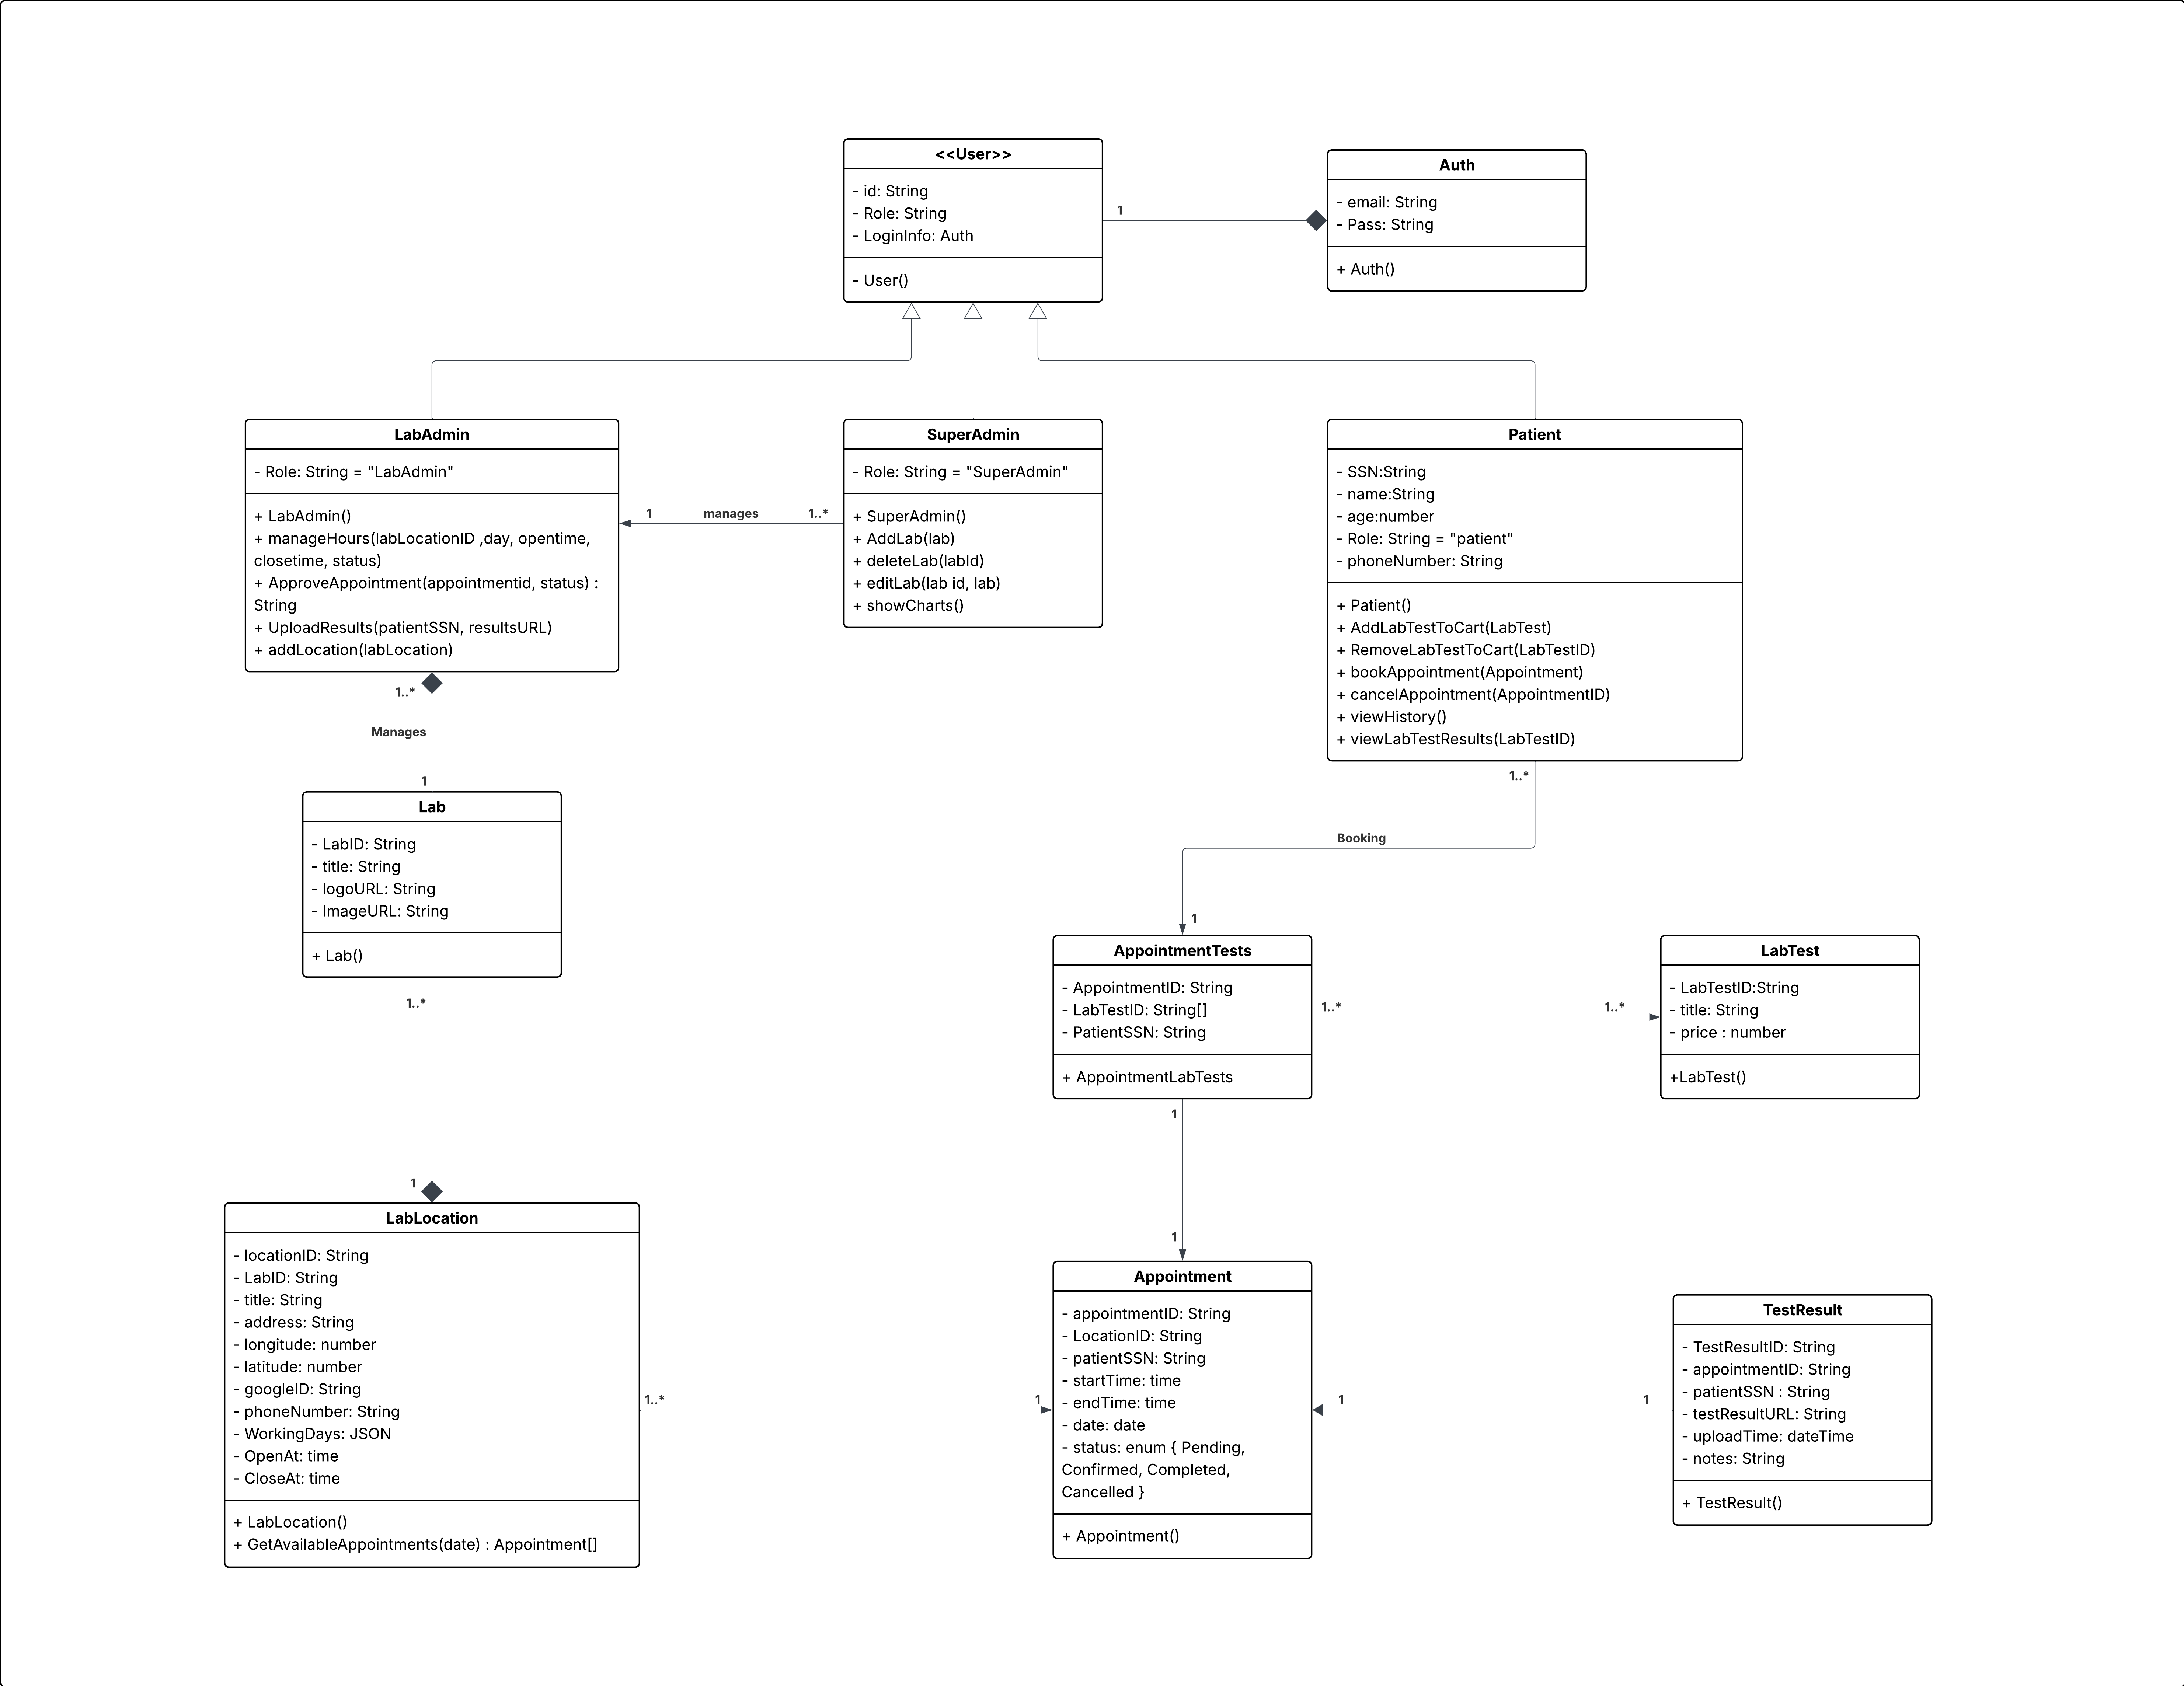 <<User>>
- id: String
- Role: String
- LoginInfo: Auth
- User()
1
Auth
- email: String
- Pass: String
+ Auth()
LabAdmin
- Role: String = "LabAdmin"
+ LabAdmin()
+ manageHours(labLocationID ,day, opentime,
closetime, status)
+ ApproveAppointment(appointmentid, status) :
String
+ UploadResults(patientSSN, resultsURL)
+ addLocation(labLocation)
1
manages
1..*
SuperAdmin
- Role: String = "SuperAdmin"
+ SuperAdmin()
+ AddLab(lab)
+ deleteLab(labId)
+ editLab(lab id, lab)
+ showCharts()
Patient
- SSN:String
- name:String
- age:number
- Role: String = "patient"
- phoneNumber: String
+ Patient()
+ AddLabTestToCart(LabTest)
+ RemoveLabTestToCart(LabTestID)
+ bookAppointment(Appointment)
+ cancelAppointment(AppointmentID)
+ viewHistory()
+ viewLabTestResults(LabTestID)
1..*
Manages
1
Lab
- LabID: String
- title: String
- logoURL: String
- ImageURL: String
+ Lab()
1..*
1
1..*
Booking
1
AppointmentTests
- AppointmentID: String
- LabTestID: String[]
- PatientSSN: String
+ AppointmentLabTests
1..*
1..*
LabTest
- LabTestID:String
- title: String
- price : number
+LabTest()
1
1
LabLocation
- locationID: String
- LabID: String
- title: String
- address: String
- longitude: number
- latitude: number
- googleID: String
- phoneNumber: String
- WorkingDays: JSON
- OpenAt: time
- CloseAt: time
+ LabLocation()
+ GetAvailableAppointments(date) : Appointment[]
1..*
1
Appointment
- appointmentID: String
- LocationID: String
- patientSSN: String
- startTime: time
- endTime: time
- date: date
- status: enum { Pending,
Confirmed, Completed,
Cancelled }
+ Appointment()
1
1
TestResult
- TestResultID: String
- appointmentID: String
- patientSSN : String
- testResultURL: String
- uploadTime: dateTime
- notes: String
+ TestResult()